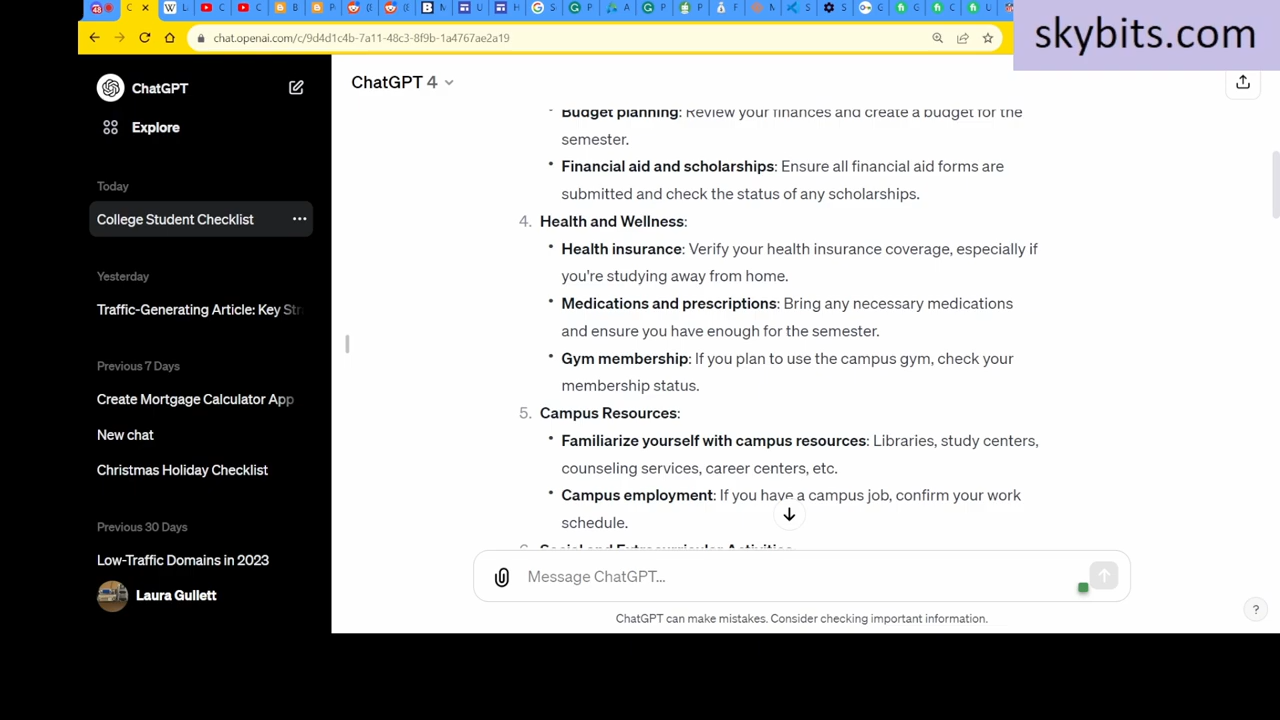 skybits.com
chat.openai.com/c/9d4d1c4b-7a11-48c3-8f9b-1a4767ae2a19
ChatGPT
Explore
Today
College Student Checklist
Yesterday
Traffic-Generating Article: Key Str
Previous 7 Days
Create Mortgage Calculator App
New chat
Christmas Holiday Checklist
Previous 30 Days
Low-Traffic Domains in 2023
Laura Gullett
ChatGPT 4
• Budget planning: Review your finances and create a budget for the
semester.
• Financial aid and scholarships: Ensure all financial aid forms are
submitted and check the status of any scholarships.
4. Health and Wellness:
• Health insurance: Verify your health insurance coverage, especially if
you're studying away from home.
• Medications and prescriptions: Bring any necessary medications
and ensure you have enough for the semester.
• Gym membership: If you plan to use the campus gym, check your
membership status.
5. Campus Resources:
• Familiarize yourself with campus resources: Libraries, study centers,
counseling services, career centers, etc.
• Campus employment: If you have a campus job, confirm your work
schedule.
6. Social and Extracurricular Activities
Message ChatGPT...
ChatGPT can make mistakes. Consider checking important information.
?